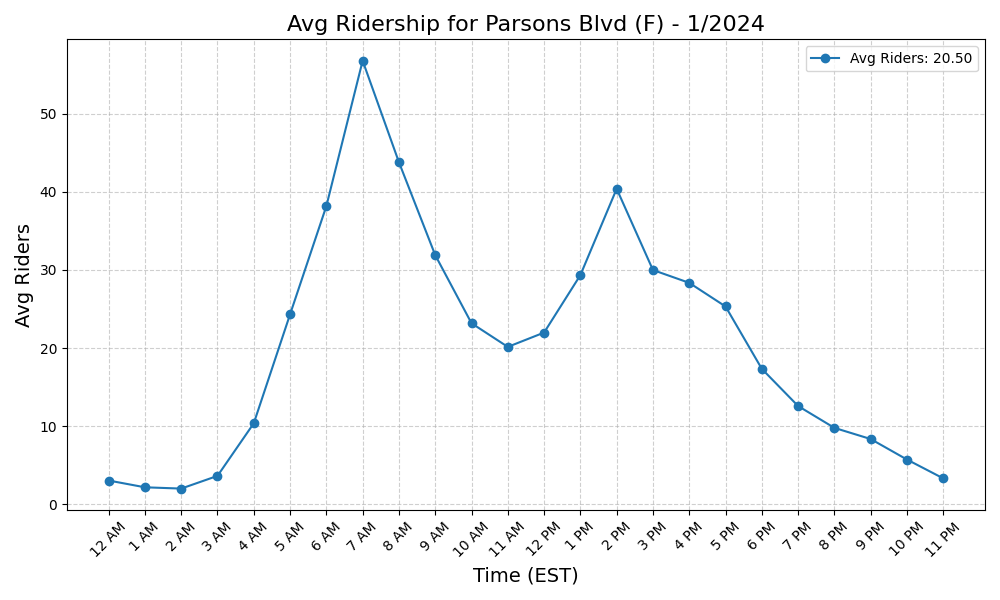 Avg Ridership for Parsons Blvd (F) - 1/2024
Avg Riders: 20.50
Avg Riders
50
40
30
20
10
0
12 AM
1 AM
2 AM
3 AM
4 AM
5 AM
6 AM
7 AM
8 AM
9 AM
10 AM
11 AM
12 PM
1 PM
2 PM
3 PM
4 PM
5 PM
6 PM
7 PM
8 PM
9 PM
10 PM
11 PM
Time (EST)